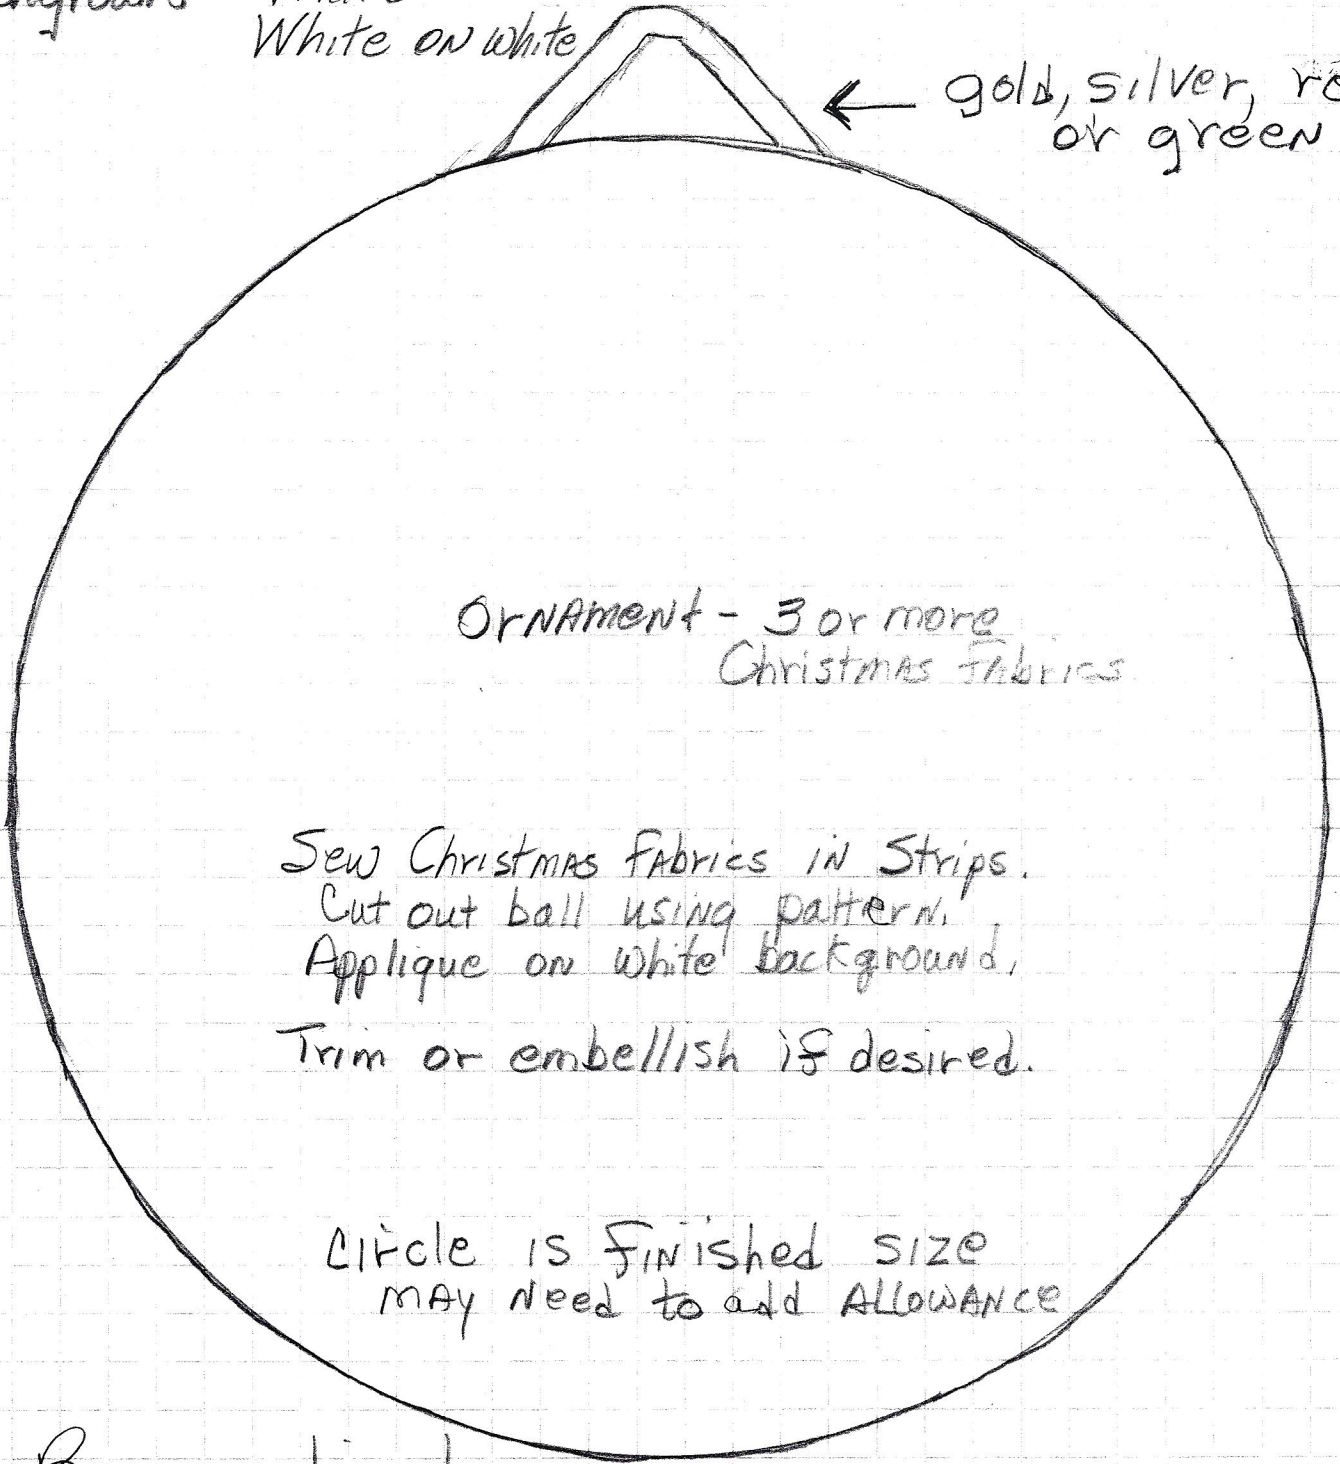 White on white
gold, silver,
or green
Ornament - 3 or more
Christmas Fabrics
Sew Christmas Fabrics in Strips.
Cut out ball using pattern.
Applique on white background.
Trim or embellish if desired.
Circle is finished size
may need to add ALLOWANCE